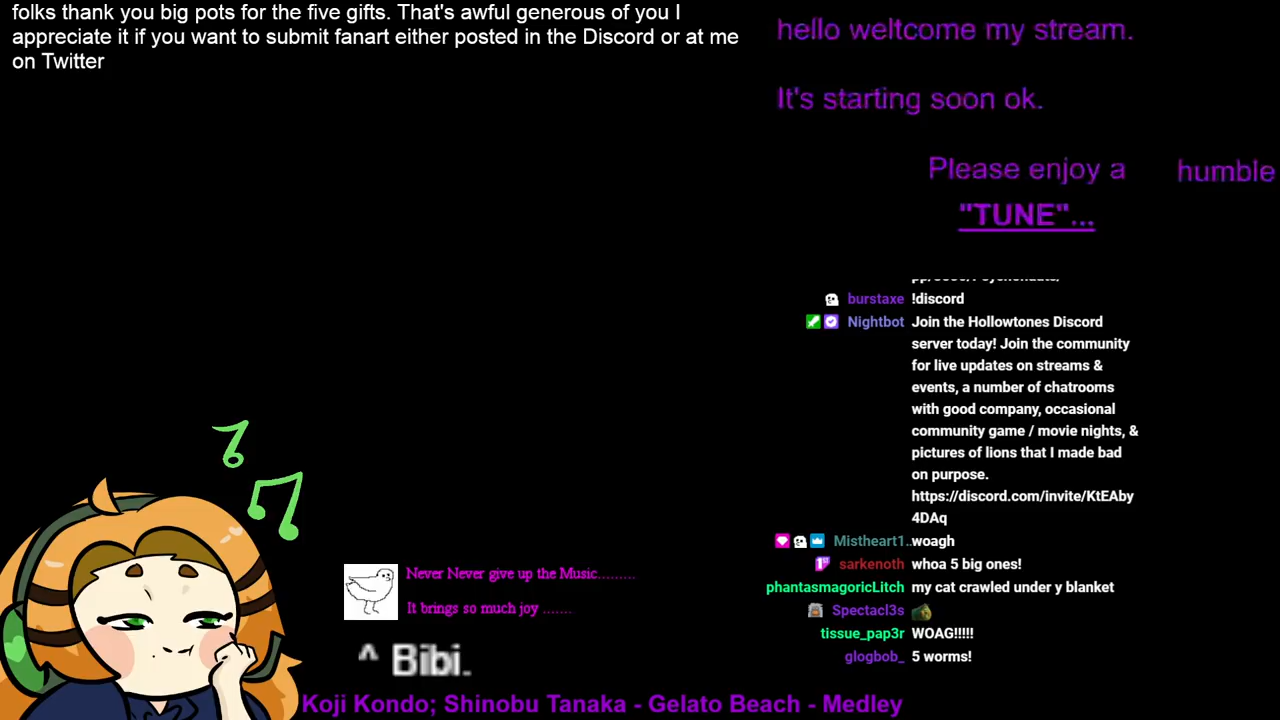 folks thank you big pots for the five gifts. That's awful generous of you I
appreciate it if you want to submit fanart either posted in the Discord or at me
on Twitter
hello weltcome my stream.
It's starting soon ok.
Please enjoy a humble
"TUNE"...
burstaxe !discord
Nightbot Join the Hollowtones Discord
server today! Join the community
for live updates on streams &
events, a number of chatrooms
with good company, occasional
community game / movie nights, &
pictures of lions that I made bad
on purpose.
https://discord.com/invite/KtEAby
4DAq
Mistheart1.. woagh
sarkenoth whoa 5 big ones!
phantasmagoricLitch my cat crawled under y blanket
Spectacl3s
tissue_pap3r WOAG!!!!!
glogbob_ 5 worms!
Never Never give up the Music.........
It brings so much joy .......
^ Bibi.
Koji Kondo; Shinobu Tanaka - Gelato Beach - Medley